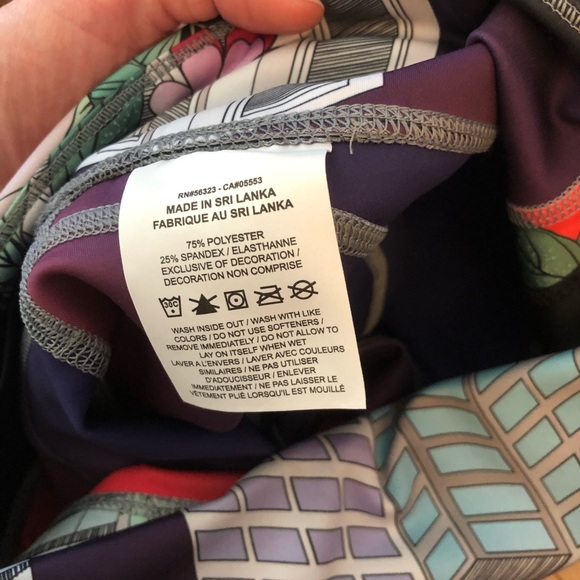 RN#56323 - CA#05553
MADE IN SRI LANKA
FABRIQUE AU SRI LANKA
75% POLYESTER
25% SPANDEX / ELASTHANNE
EXCLUSIVE OF DECORATION /
DECORATION NON COMPRISE
30C
WASH INSIDE OUT / WASH WITH LIKE
COLORS / DO NOT USE SOFTENERS /
REMOVE IMMEDIATELY / DO NOT ALLOW TO
LAY ON ITSELF WHEN WET
LAVER A L'ENVERS / LAVER AVEC COULEURS
SIMILAIRES / NE PAS UTILISER
D'ADOUCISSEUR / ENLEVER
IMMEDIATEMENT / NE PAS LAISSER LE
VÊTEMENT PLIÉ LORSQU'IL EST MOUILLÉ